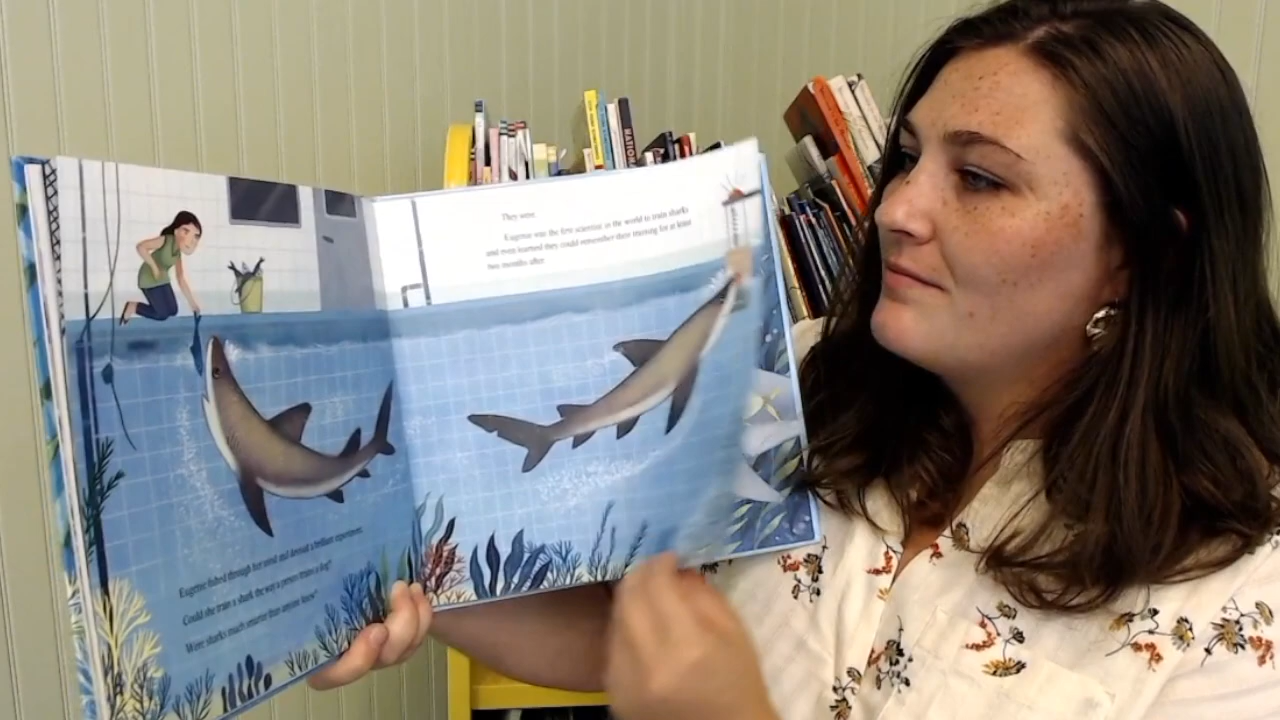 Eugenie fished through her mind and devised a brilliant experiment.
Could she train a shark the way a person trains a dog?
Were sharks much smarter than anyone knew?
They were.
Eugenie was the first scientist in the world to train sharks
and even learned they could remember their training for at least
two months after.